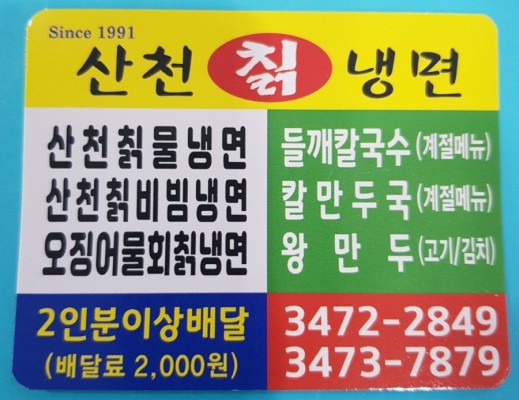 Since 1991
산천 칡 냉면
산천칡물냉면
산천칡비빔냉면
오징어물회칡냉면
들깨칼국수(계절메뉴)
칼만두국(계절메뉴)
왕만두(고기/김치)
2인분이상배달
(배달료 2,000원)
3472-2849
3473-7879